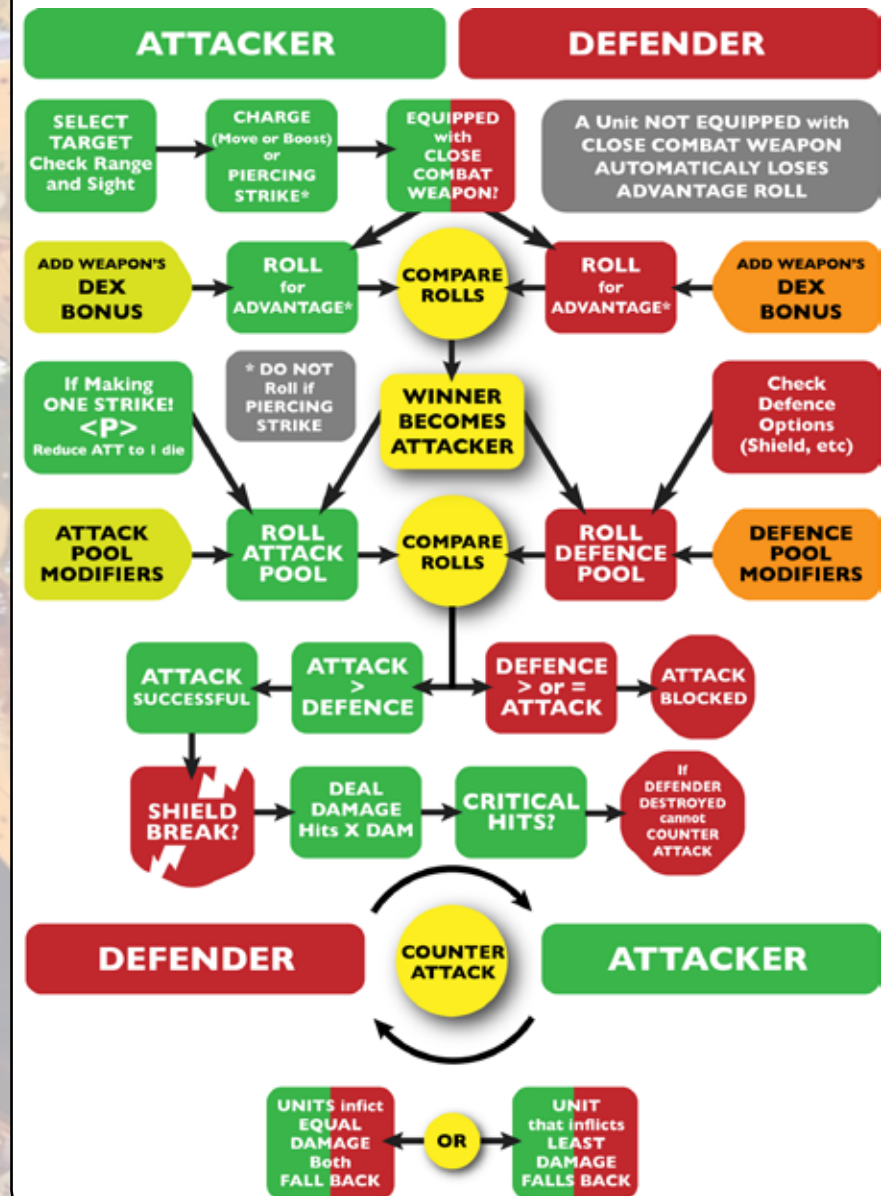 ATTACKER
DEFENDER
SELECT
TARGET
Check Range
and Sight
CHARGE
(Move or Boost)
or
PIERCING
STRIKE*
EQUIPPED
with
CLOSE
COMBAT
WEAPON?
A Unit NOT EQUIPPED with
CLOSE COMBAT WEAPON
AUTOMATICALY LOSES
ADVANTAGE ROLL
ADD WEAPON'S
DEX
BONUS
ROLL
for
ADVANTAGE*
COMPARE
ROLLS
ROLL
for
ADVANTAGE*
ADD WEAPON'S
DEX
BONUS
If Making
ONE STRIKE!
<P>
Reduce ATT to 1 die
* DO NOT
Roll if
PIERCING
STRIKE
WINNER
BECOMES
ATTACKER
Check
Defence
Options
(Shield, etc)
ATTACK
POOL
MODIFIERS
ROLL
ATTACK
POOL
COMPARE
ROLLS
ROLL
DEFENCE
POOL
DEFENCE
POOL
MODIFIERS
ATTACK
SUCCESSFUL
ATTACK
>
DEFENCE
DEFENCE
> or =
ATTACK
ATTACK
BLOCKED
SHIELD
BREAK?
DEAL
DAMAGE
Hits X DAM
CRITICAL
HITS?
If
DEFENDER
DESTROYED
cannot
COUNTER
ATTACK
DEFENDER
COUNTER
ATTACK
ATTACKER
UNITS infict
EQUAL
DAMAGE
Both
FALL BACK
OR
UNIT
that inflicts
LEAST
DAMAGE
FALLS BACK